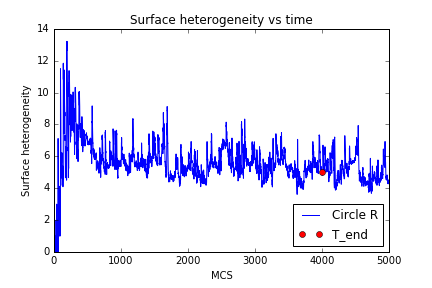 Surface heterogeneity vs time
14
12
10
8
6
4
2
0
Surface heterogeneity
0 1000 2000 3000 4000 5000
MCS
Circle R
T_end